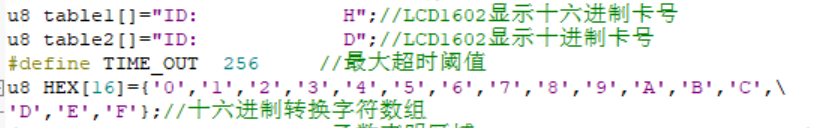 u8 table1[]="ID:              H";//LCD1602显示十六进制卡号
u8 table2[]="ID:              D";//LCD1602显示十进制卡号
#define TIME_OUT  256      //最大超时阈值
u8 HEX[16]={'0','1','2','3','4','5','6','7','8','9','A','B','C',\
'D','E','F'};//十六进制转换字符数组